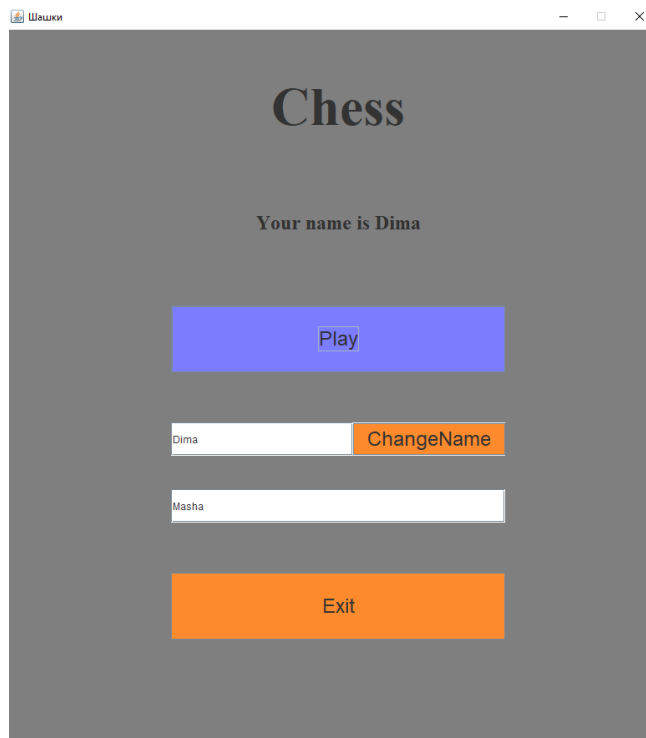 Шашки
Chess
Your name is Dima
Play
Dima
ChangeName
Masha
Exit